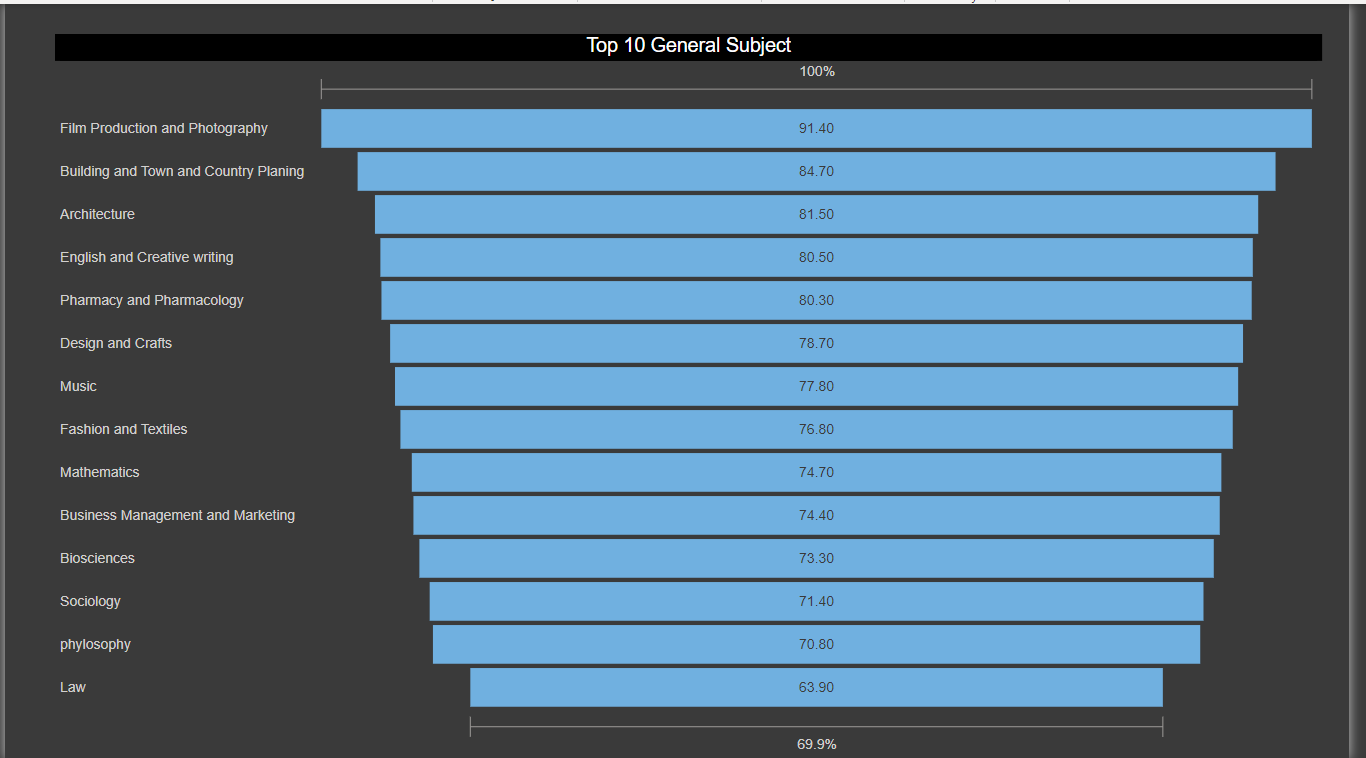 Top 10 General Subject
100%
Film Production and Photography 91.40
Building and Town and Country Planing 84.70
Architecture 81.50
English and Creative writing 80.50
Pharmacy and Pharmacology 80.30
Design and Crafts 78.70
Music 77.80
Fashion and Textiles 76.80
Mathematics 74.70
Business Management and Marketing 74.40
Biosciences 73.30
Sociology 71.40
phylosophy 70.80
Law 63.90
69.9%